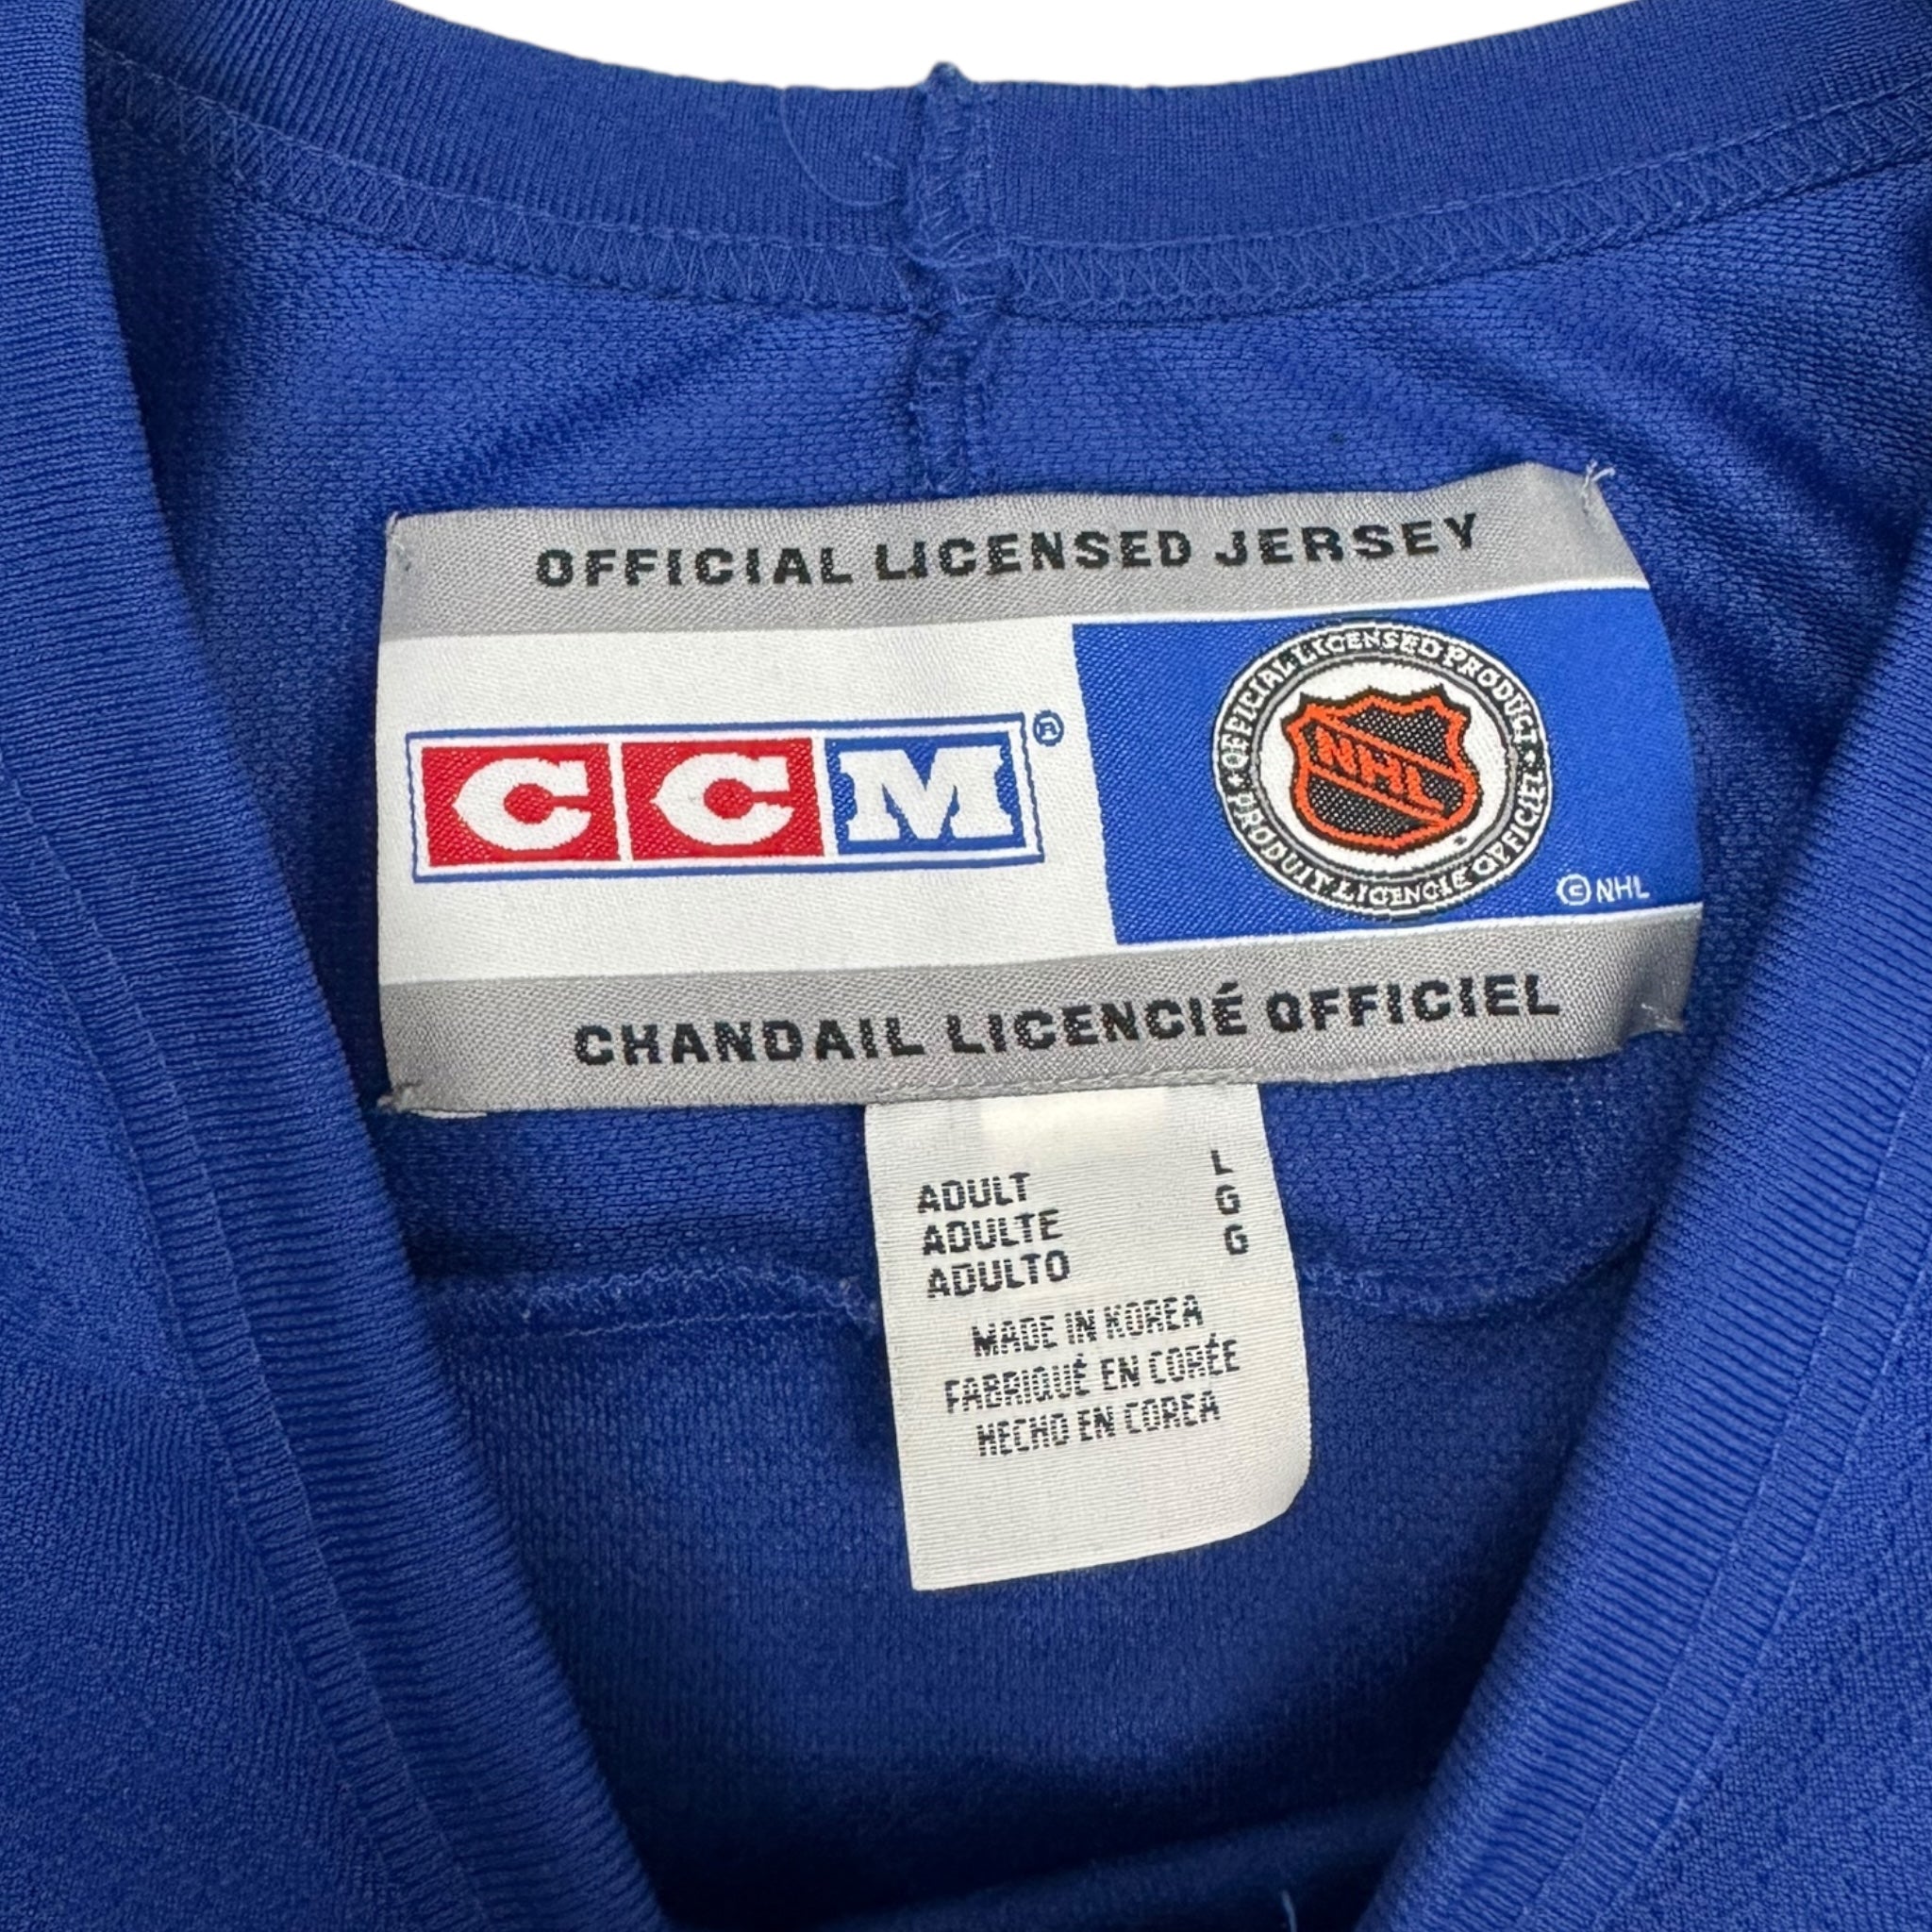 OFFICIAL LICENSED JERSEY
CCM®
OFFICIAL LICENSED PRODUCT
NHL
PRODUIT LICENCIÉ OFFICIEL
© NHL
CHANDAIL LICENCIÉ OFFICIEL
ADULT L
ADULTE G
ADULTO G
MADE IN KOREA
FABRIQUÉ EN CORÉE
HECHO EN COREA